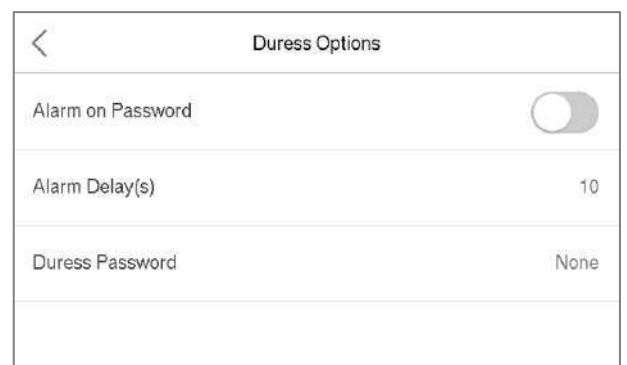 Duress Options
Alarm on Password
Alarm Delay(s) 10
Duress Password None